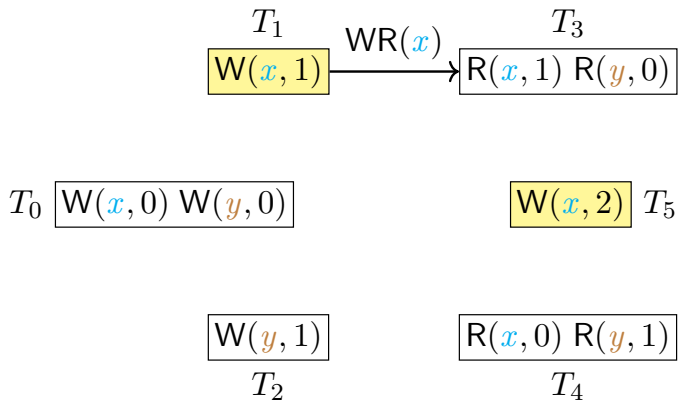 T₁ T₃
WR(x)
W(x, 1) R(x, 1) R(y, 0)
T₀ W(x, 0) W(y, 0) W(x, 2) T₅
W(y, 1) R(x, 0) R(y, 1)
T₂ T₄